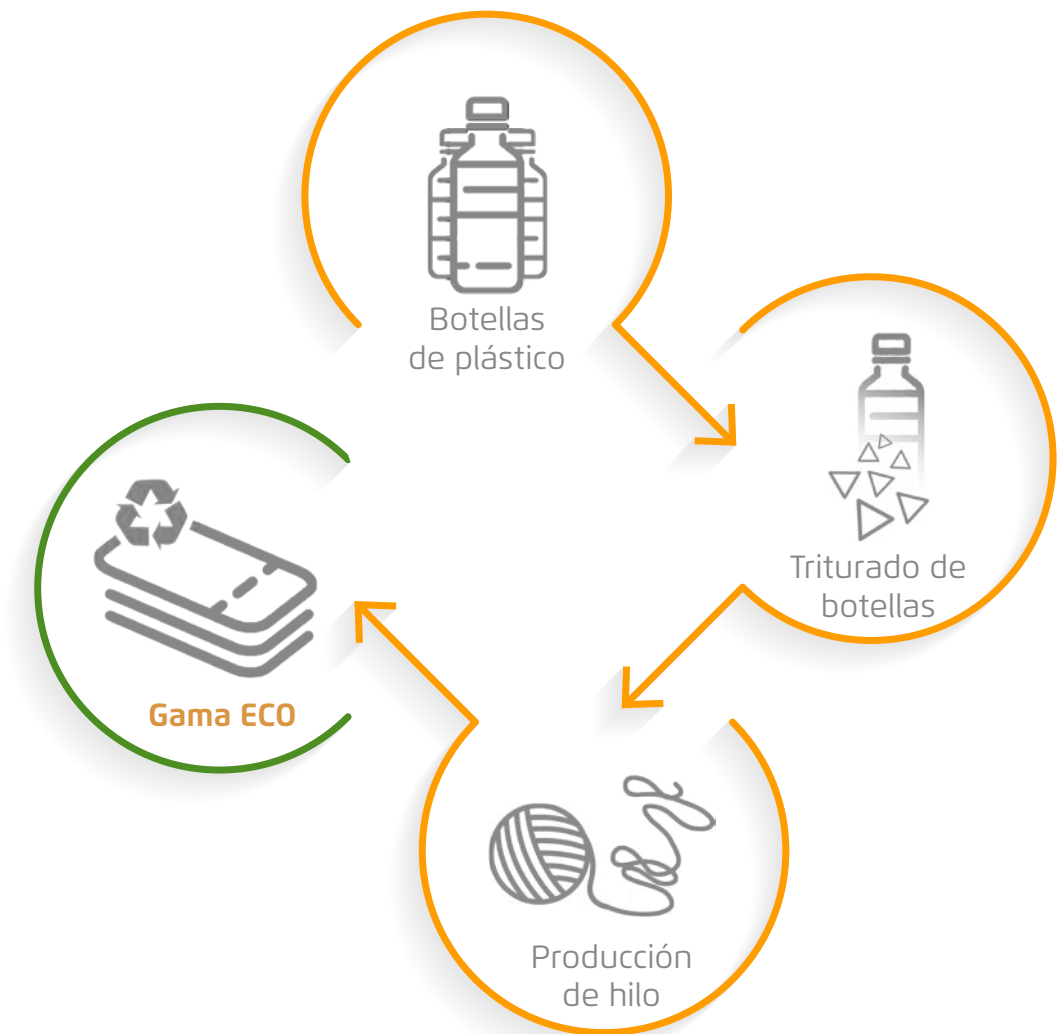 Botellas
de plástico
Triturado de
botellas
Producción
de hilo
Gama ECO